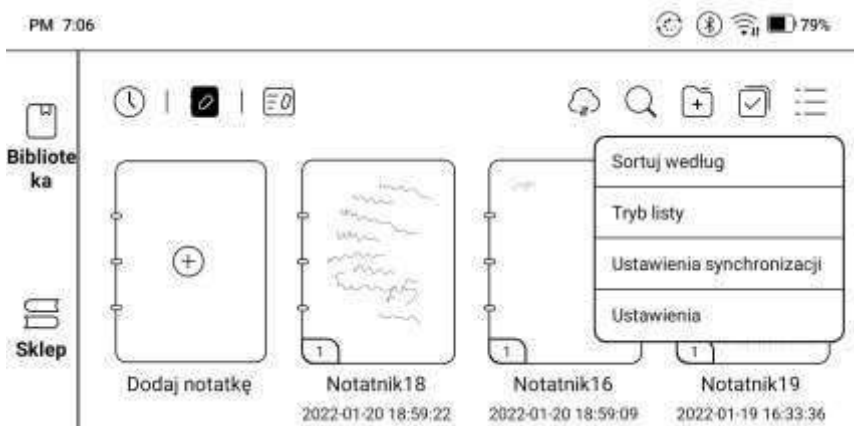 PM 7:06
79%
Bibliote
ka
Sklep
Sortuj według
Tryb listy
Ustawienia synchronizacji
Ustawienia
1
1
1
Dodaj notatkę
Notatnik18
Notatnik16
Notatnik19
2022-01-20 18:59:22
2022-01-20 18:59:09
2022-01-19 16:33:36